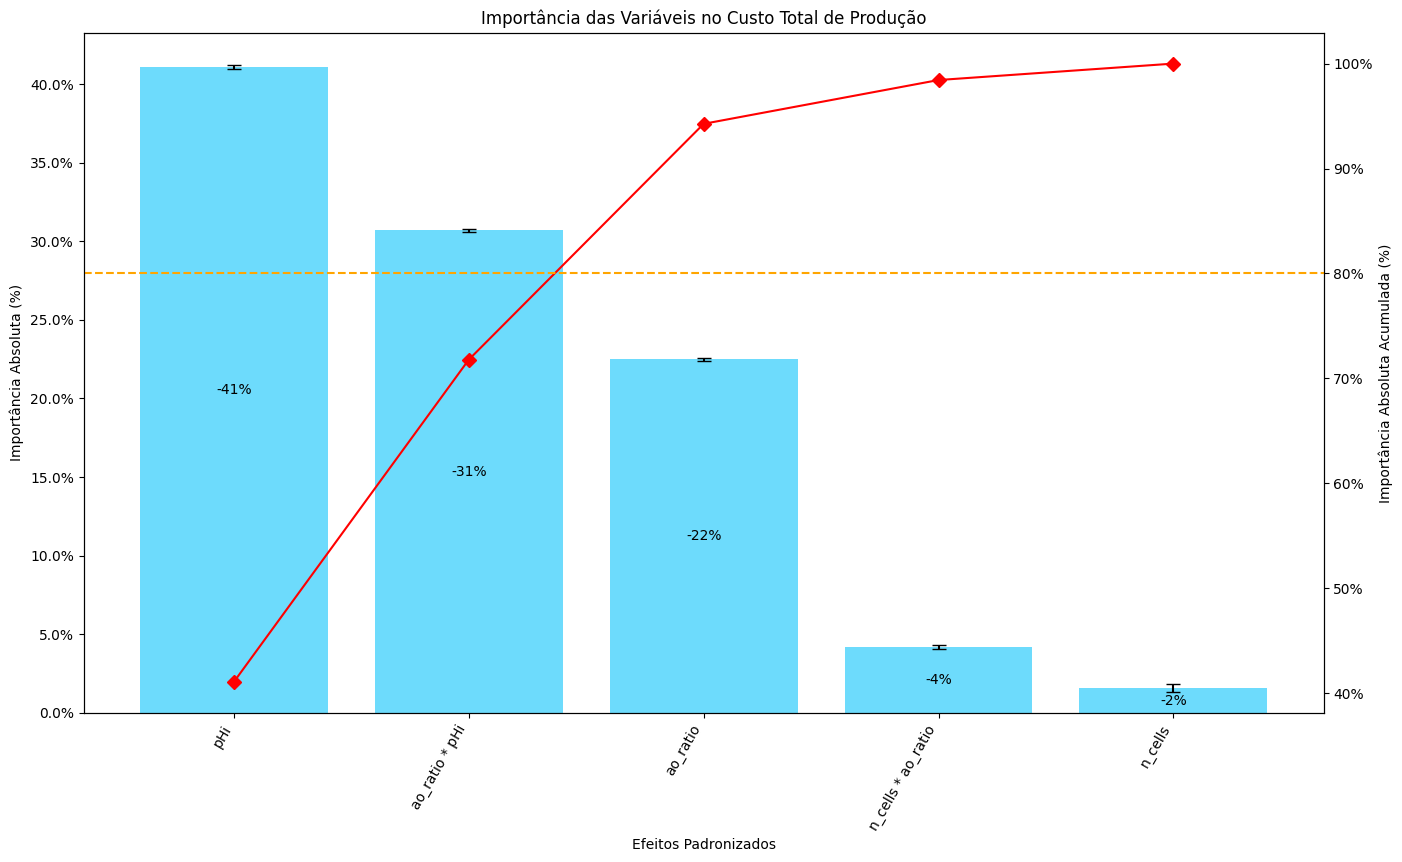 Importância das Variáveis no Custo Total de Produção
Importância Absoluta (%)
40.0%
35.0%
30.0%
25.0%
20.0%
15.0%
10.0%
5.0%
0.0%
-41%
-31%
-22%
-4%
-2%
100%
90%
80%
70%
60%
50%
40%
Importância Absoluta Acumulada (%)
pHi
ao_ratio * pHi
ao_ratio
n_cells * ao_ratio
n_cells
Efeitos Padronizados